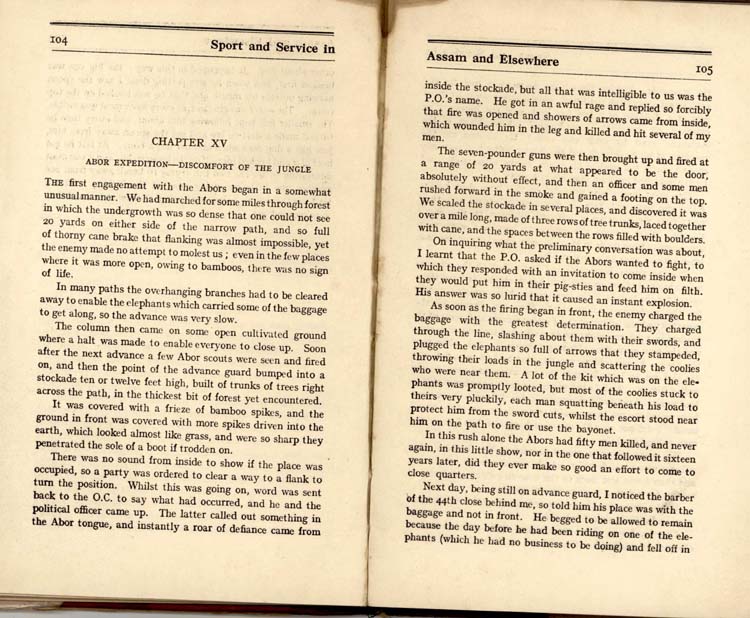 104
Sport and Service in
CHAPTER XV
ABOR EXPEDITION—DISCOMFORT OF THE JUNGLE
THE first engagement with the Abors began in a somewhat
unusual manner. We had marched for some miles through forest
in which the undergrowth was so dense that one could not see
20 yards on either side of the narrow path, and so full
of thorny cane brake that flanking was almost impossible, yet
the enemy made no attempt to molest us; even in the few places
where it was more open, owing to bamboos, there was no sign
of life.
In many paths the overhanging branches had to be cleared
away to enable the elephants which carried some of the baggage
to get along, so the advance was very slow.
The column then came on some open cultivated ground
where a halt was made to enable everyone to close up. Soon
after the next advance a few Abor scouts were seen and fired
on, and then the point of the advance guard bumped into a
stockade ten or twelve feet high, built of trunks of trees right
across the path, in the thickest bit of forest yet encountered.
It was covered with a frieze of bamboo spikes, and the
ground in front was covered with more spikes driven into the
earth, which looked almost like grass, and were so sharp they
penetrated the sole of a boot if trodden on.
There was no sound from inside to show if the place was
occupied, so a party was ordered to clear a way to a flank to
turn the position. Whilst this was going on, word was sent
back to the O.C. to say what had occurred, and he and the
political officer came up. The latter called out something in
the Abor tongue, and instantly a roar of defiance came from
Assam and Elsewhere
105
inside the stockade, but all that was intelligible to us was the
P.O.'s name. He got in an awful rage and replied so forcibly
that fire was opened and showers of arrows came from inside,
which wounded him in the leg and killed and hit several of my
men.
The seven-pounder guns were then brought up and fired at
a range of 20 yards at what appeared to be the door,
absolutely without effect, and then an officer and some men
rushed forward in the smoke and gained a footing on the top.
We scaled the stockade in several places, and discovered it was
over a mile long, made of three rows of tree trunks, laced together
with cane, and the spaces between the rows filled with boulders.
On inquiring what the preliminary conversation was about,
I learnt that the P.O. asked if the Abors wanted to fight, to
which they responded with an invitation to come inside when
they would put him in their pig-sties and feed him on filth.
His answer was so lurid that it caused an instant explosion.
As soon as the firing began in front, the enemy charged the
baggage with the greatest determination. They charged
through the line, slashing about them with their swords, and
plugged the elephants so full of arrows that they stampeded,
throwing their loads in the jungle and scattering the coolies
who were near them. A lot of the kit which was on the ele-
phants was promptly looted, but most of the coolies stuck to
theirs very pluckily, each man squatting beneath his load to
protect him from the sword cuts, whilst the escort stood near
him on the path to fire or use the bayonet.
In this rush alone the Abors had fifty men killed, and never
again, in this little show, nor in the one that followed it sixteen
years later, did they ever make so good an effort to come to
close quarters.
Next day, being still on advance guard, I noticed the barber
of the 44th close behind me, so told him his place was with the
baggage and not in front. He begged to be allowed to remain
because the day before he had been riding on one of the ele-
phants (which he had no business to be doing) and fell off in